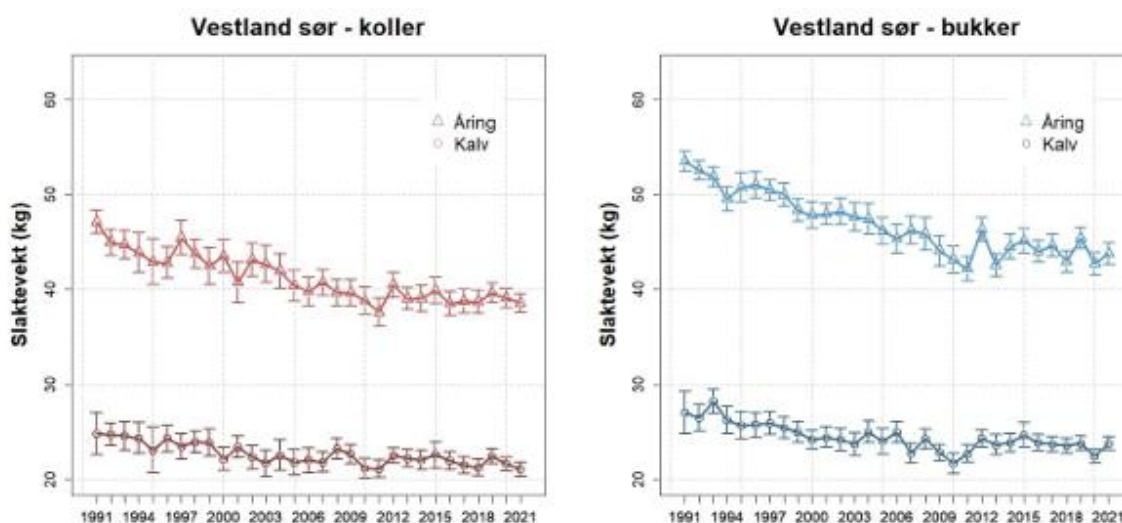 Vestland sør - koller
Slaktevekt (kg)
60
50
40
30
20
Åring
Kalv
1991 1994 1997 2000 2003 2006 2009 2012 2015 2018 2021
Vestland sør - bukker
Slaktevekt (kg)
60
50
40
30
20
Åring
Kalv
1991 1994 1997 2000 2003 2006 2009 2012 2015 2018 2021